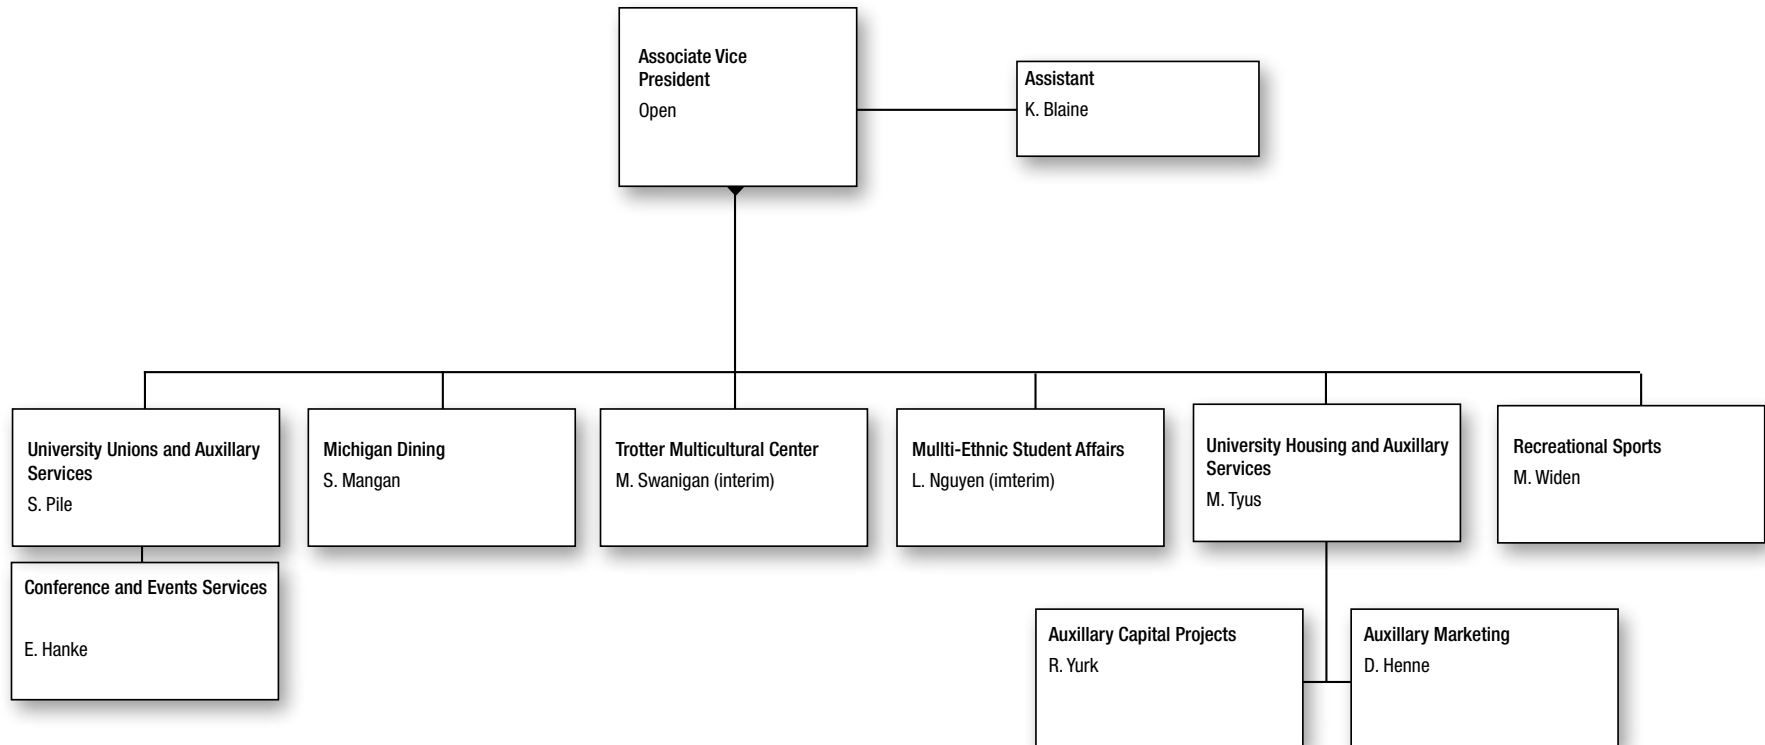 Associate Vice
President
Open
Assistant
K. Blaine
University Unions and Auxillary
Services
S. Pile
Michigan Dining
S. Mangan
Trotter Multicultural Center
M. Swanigan (interim)
Mullti-Ethnic Student Affairs
L. Nguyen (imterim)
University Housing and Auxillary
Services
M. Tyus
Recreational Sports
M. Widen
Conference and Events Services
E. Hanke
Auxillary Capital Projects
R. Yurk
Auxillary Marketing
D. Henne